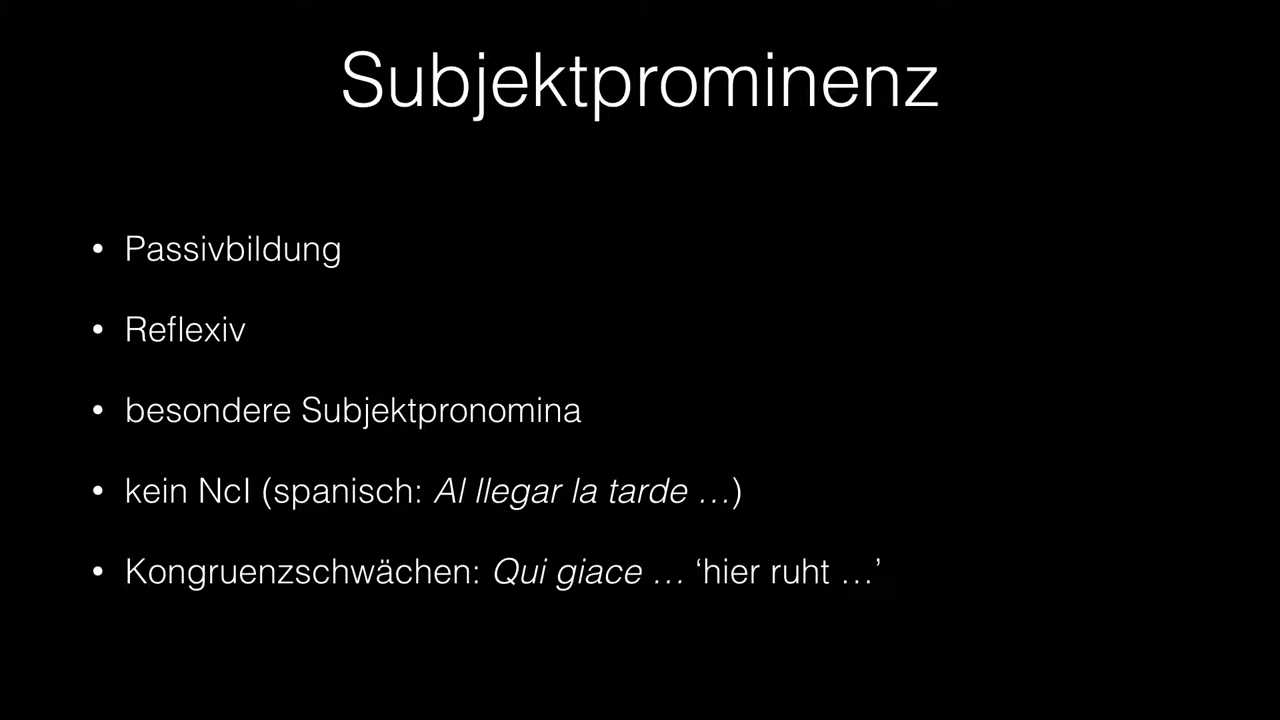 Subjektprominenz
• Passivbildung
• Reflexiv
• besondere Subjektpronomina
• kein NcI (spanisch: Al llegar la tarde …)
• Kongruenzschwächen: Qui giace … ‘hier ruht …’